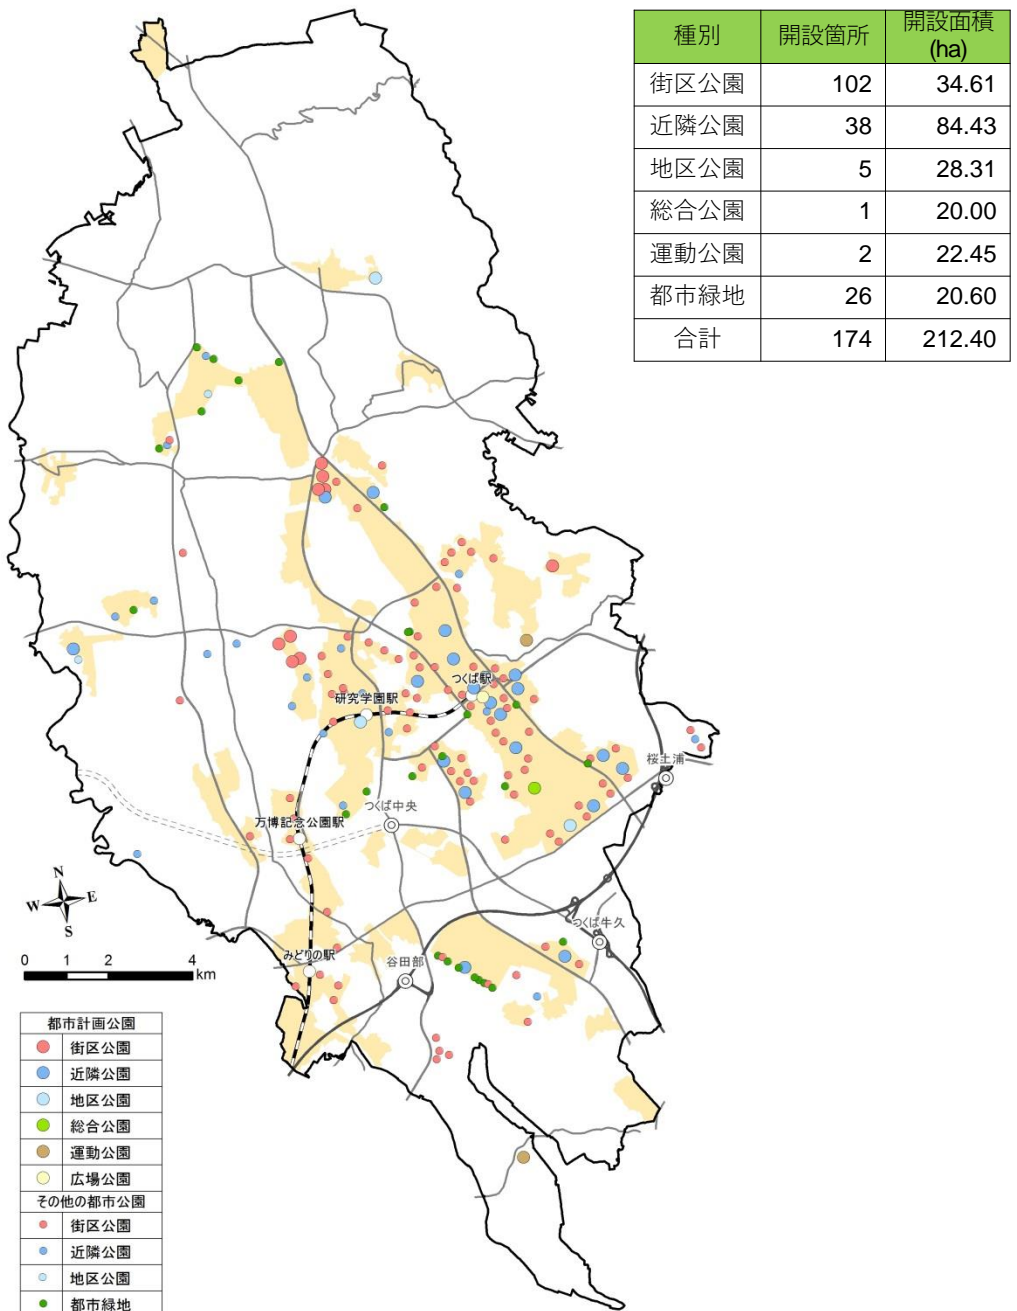 種別 開設箇所 開設面積(ha)
街区公園 102 34.61
近隣公園 38 84.43
地区公園 5 28.31
総合公園 1 20.00
運動公園 2 22.45
都市緑地 26 20.60
合計 174 212.40
つくば駅
研究学園駅
桜土浦
つくば中央
万博記念公園駅
つくば牛久
みどりの駅
谷田部
N
W E
S
0 1 2 4
km
都市計画公園
街区公園
近隣公園
地区公園
総合公園
運動公園
広場公園
その他の都市公園
街区公園
近隣公園
地区公園
都市緑地